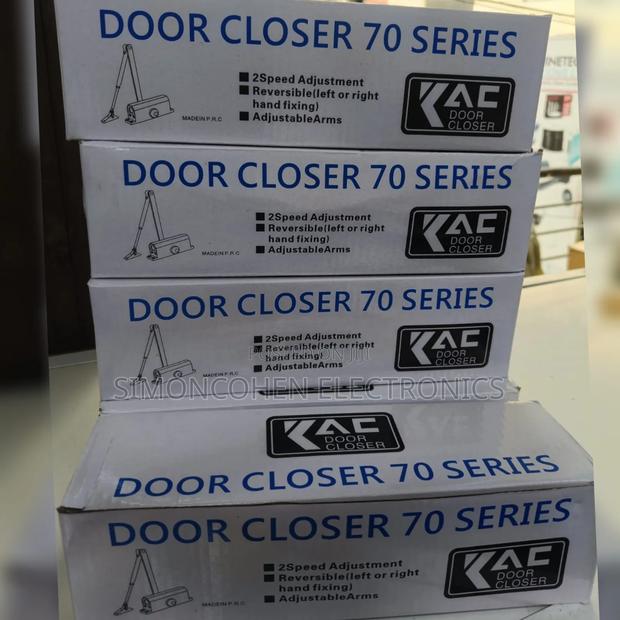 DOOR CLOSER 70 SERIES
2Speed Adjustment
Reversible(left or right
hand fixing)
AdjustableArms
MADEIN P.R.C
KAC
DOOR
CLOSER
DOOR CLOSER 70 SERIES
2Speed Adjustment
Reversible(left or right
hand fixing)
AdjustableArms
MADEIN P.R.C
KAC
DOOR
CLOSER
DOOR CLOSER 70 SERIES
2Speed Adjustment
Reversible(left or right
hand fixing)
AdjustableArms
MADEIN P.R.C
KAC
DOOR
CLOSER
SIMONCOHEN ELECTRONICS
KAC
DOOR
CLOSER
DOOR CLOSER 70 SERIES
DOOR CLOSER 70 SERIES
2Speed Adjustment
Reversible(left or right
hand fixing)
AdjustableArms
MADEIN P.R.C
KAC
DOOR
CLOSER